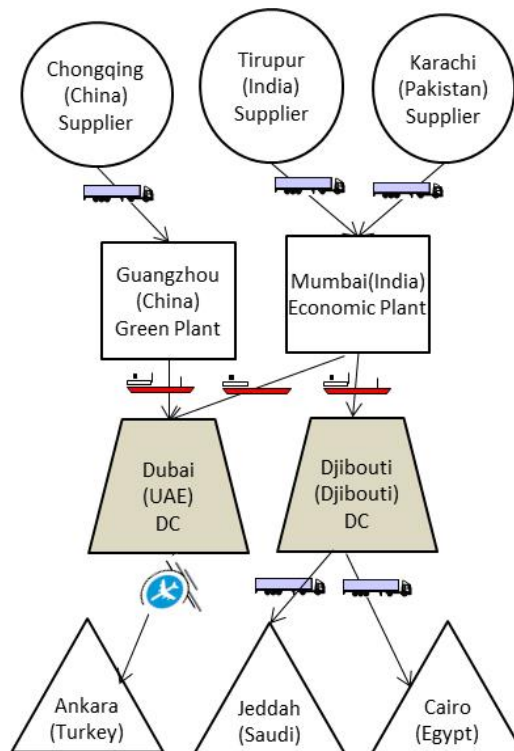 Chongqing
(China)
Supplier
Tirupur
(India)
Supplier
Karachi
(Pakistan)
Supplier
Guangzhou
(China)
Green Plant
Mumbai(India)
Economic Plant
Dubai
(UAE)
DC
Djibouti
(Djibouti)
DC
Ankara
(Turkey)
Jeddah
(Saudi)
Cairo
(Egypt)